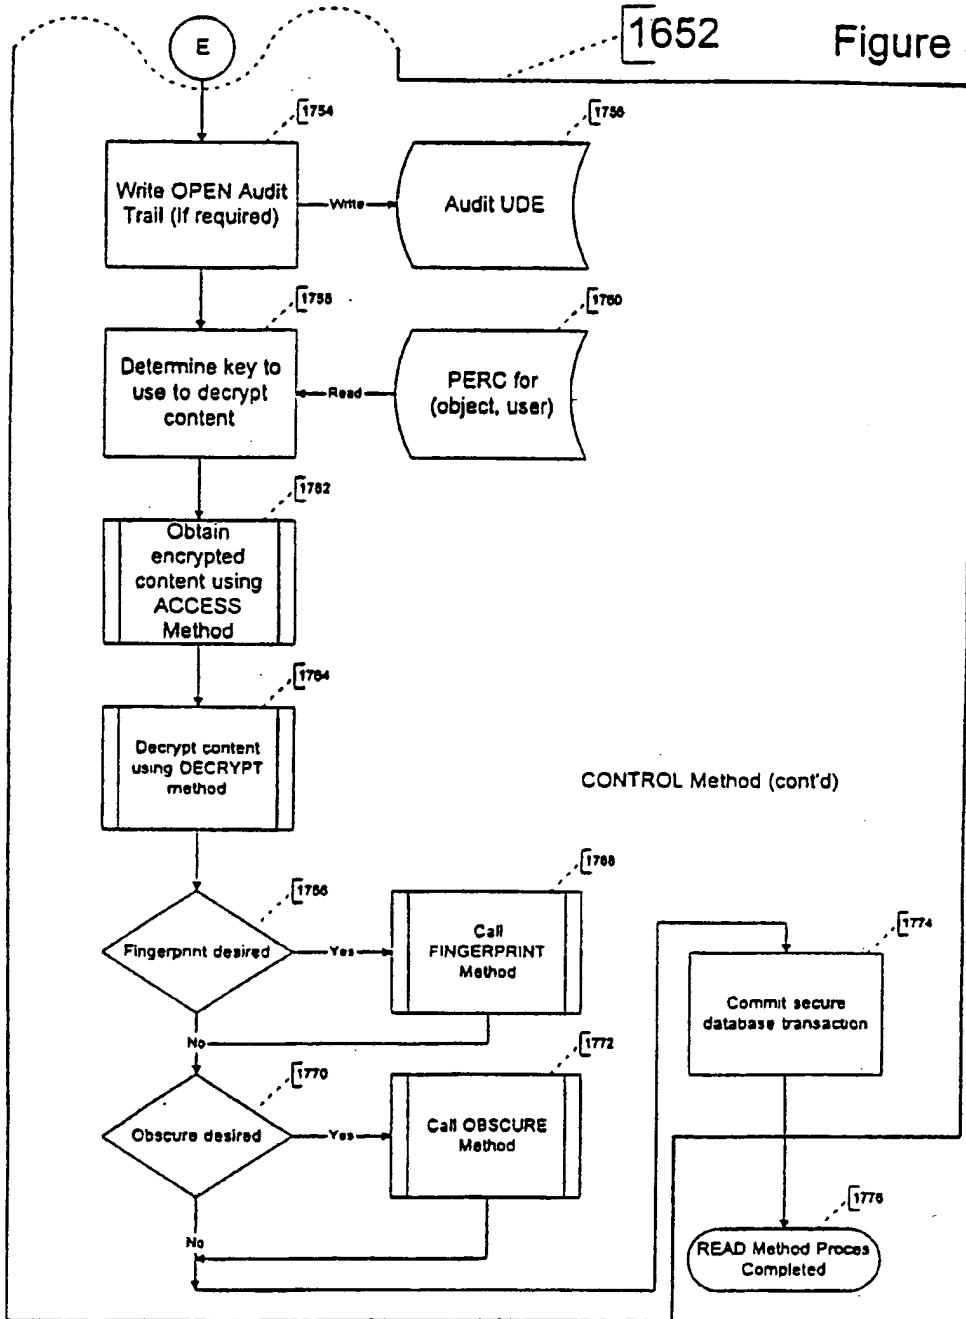 1652
Figure
E
1754
Write OPEN Audit
Trail (if required)
Write
1756
Audit UDE
1758
Determine key to
use to decrypt
content
Read
1760
PERC for
(object, user)
1762
Obtain
encrypted
content using
ACCESS
Method
1764
Decrypt content
using DECRYPT
method
CONTROL Method (cont'd)
1766
Fingerprint desired
Yes
1768
Call
FINGERPRINT
Method
No
1770
Obscure desired
Yes
1772
Call OBSCURE
Method
No
1774
Commit secure
database transaction
1776
READ Method Proces
Completed